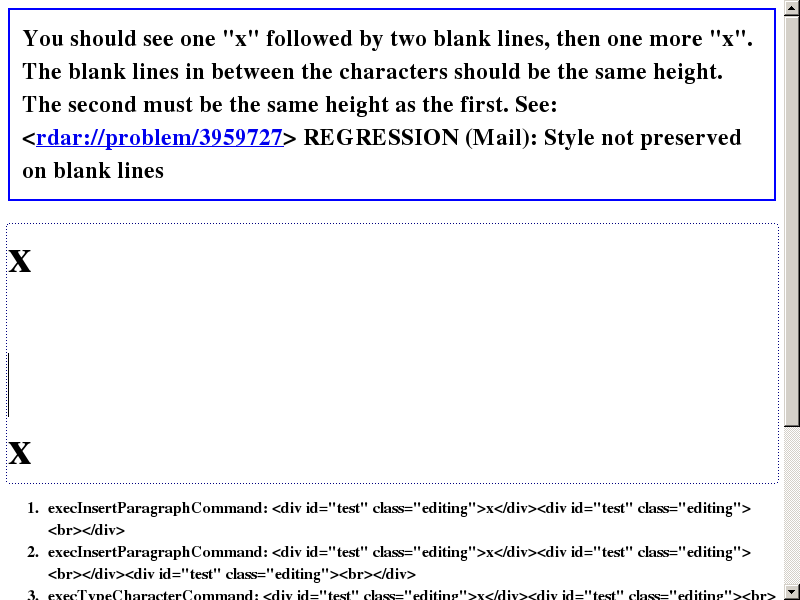 You should see one "x" followed by two blank lines, then one more "x".
The blank lines in between the characters should be the same height.
The second must be the same height as the first. See:
<rdar://problem/3959727> REGRESSION (Mail): Style not preserved
on blank lines
x
x
1. execInsertParagraphCommand: <div id="test" class="editing">x</div><div id="test" class="editing">
<br></div>
2. execInsertParagraphCommand: <div id="test" class="editing">x</div><div id="test" class="editing">
<br></div><div id="test" class="editing"><br></div>
3. execTypeCharacterCommand: <div id="test" class="editing">x</div><div id="test" class="editing"><br>